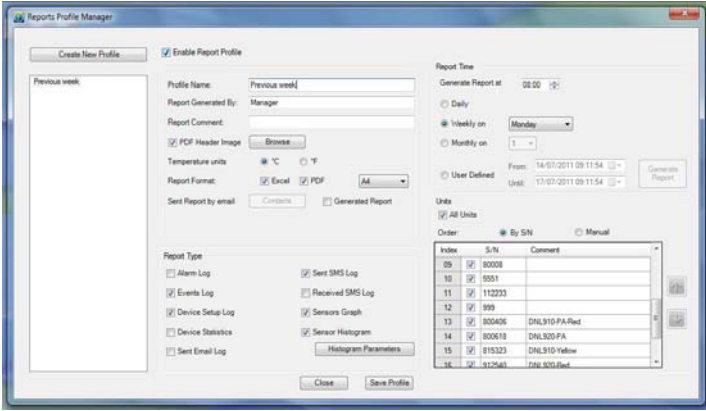 Reports Profile Manager
Create New Profile
Enable Report Profile
Previous week
Profile Name: Previous week
Report Generated By: Manager
Report Comment:
PDF Header Image Browse
Temperature units °C °F
Report Format: Excel PDF A4
Sent Report by email Contacts Generated Report
Report Type
Alarm Log Sent SMS Log
Events Log Received SMS Log
Device Setup Log Sensors Graph
Device Statistics Sensor Histogram
Sent Email Log Histogram Parameters
Report Time
Generate Report at 08:00
Daily
Weekly on Monday
Monthly on 1
User Defined From: 14/07/2011 09:11:54
Until: 17/07/2011 09:11:54
Generate Report
Units
All Units
Order: By S/N Manual
Index S/N Comment
09 80008
10 5551
11 112233
12 999
13 800406 DNL910-PA-Red
14 800618 DNL920-PA
15 815323 DNL910-Yellow
16 912540 DNL920-Red
Close Save Profile